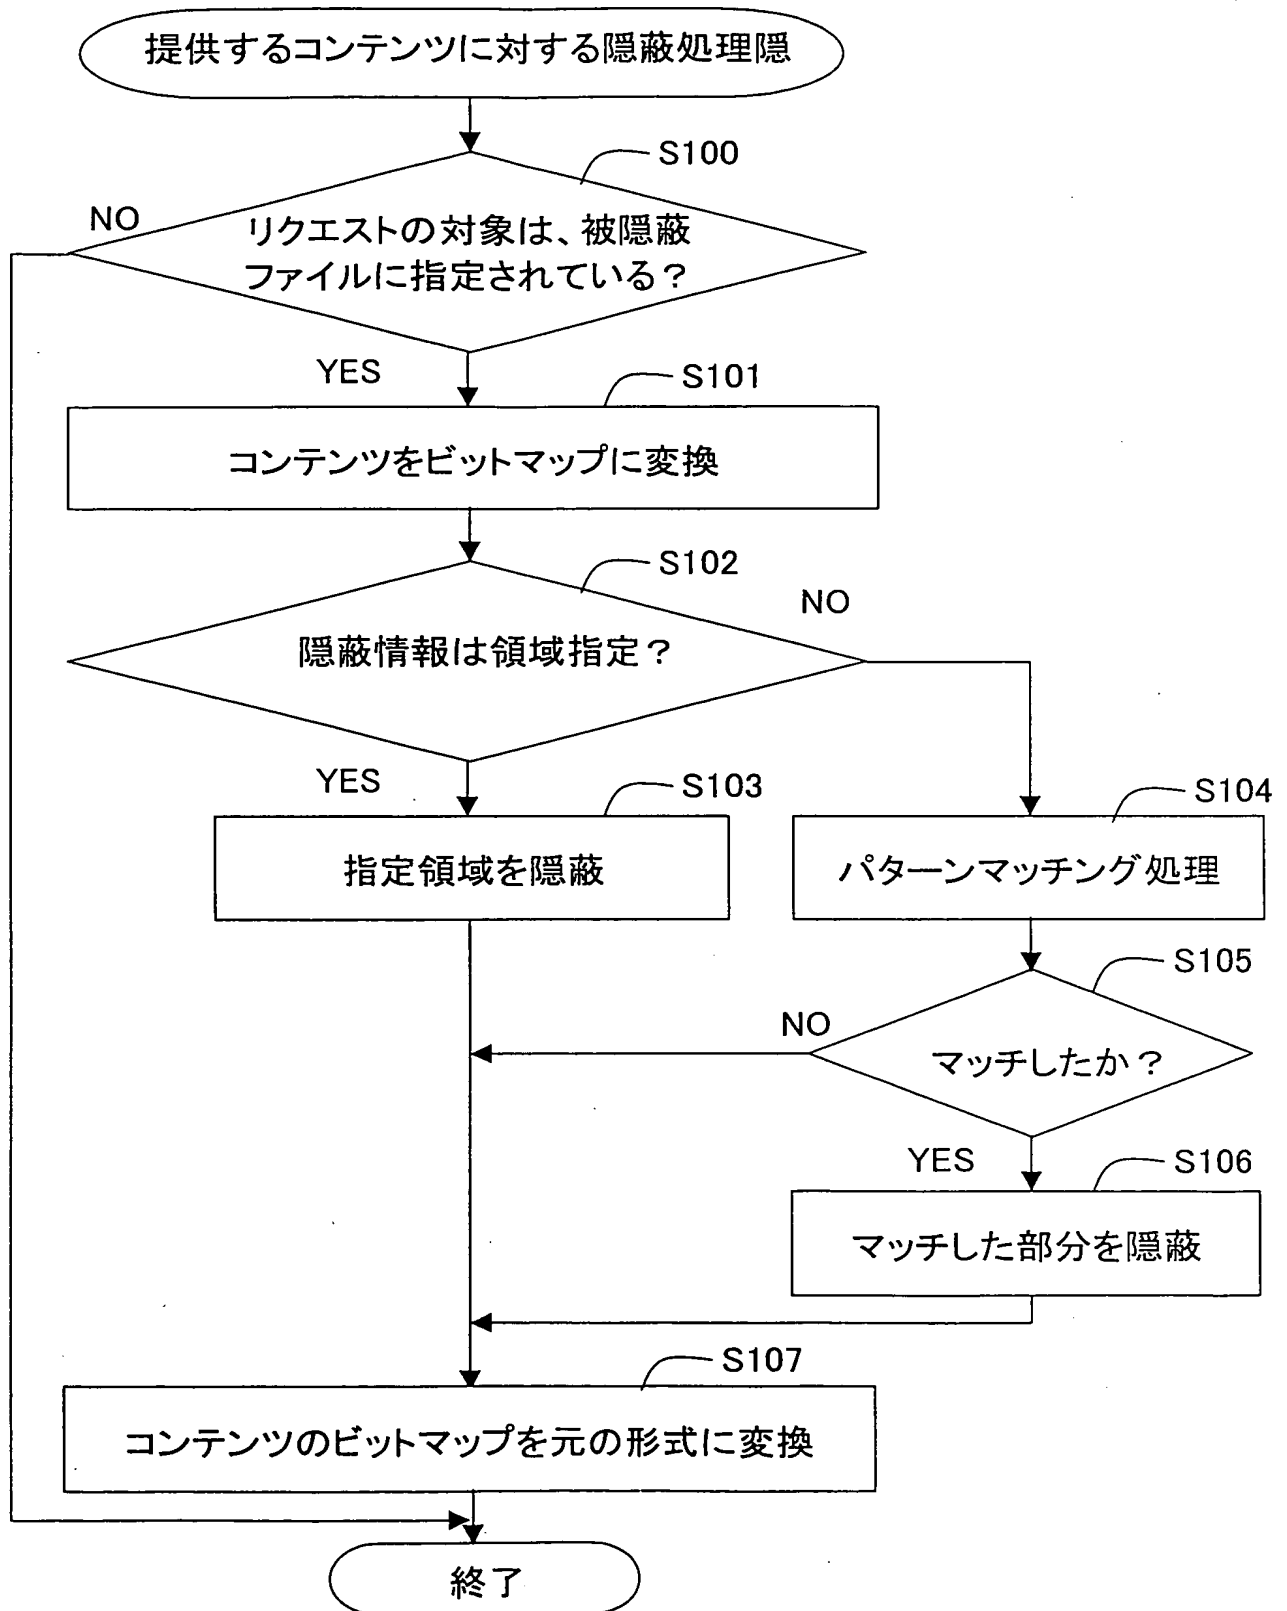 提供するコンテンツに対する隠蔽処理隠
S100
NO
リクエストの対象は、被隠蔽
ファイルに指定されている？
YES
S101
コンテンツをビットマップに変換
S102
NO
隠蔽情報は領域指定？
YES
S103
S104
指定領域を隠蔽
パターンマッチング処理
S105
NO
マッチしたか？
YES
S106
マッチした部分を隠蔽
S107
コンテンツのビットマップを元の形式に変換
終了